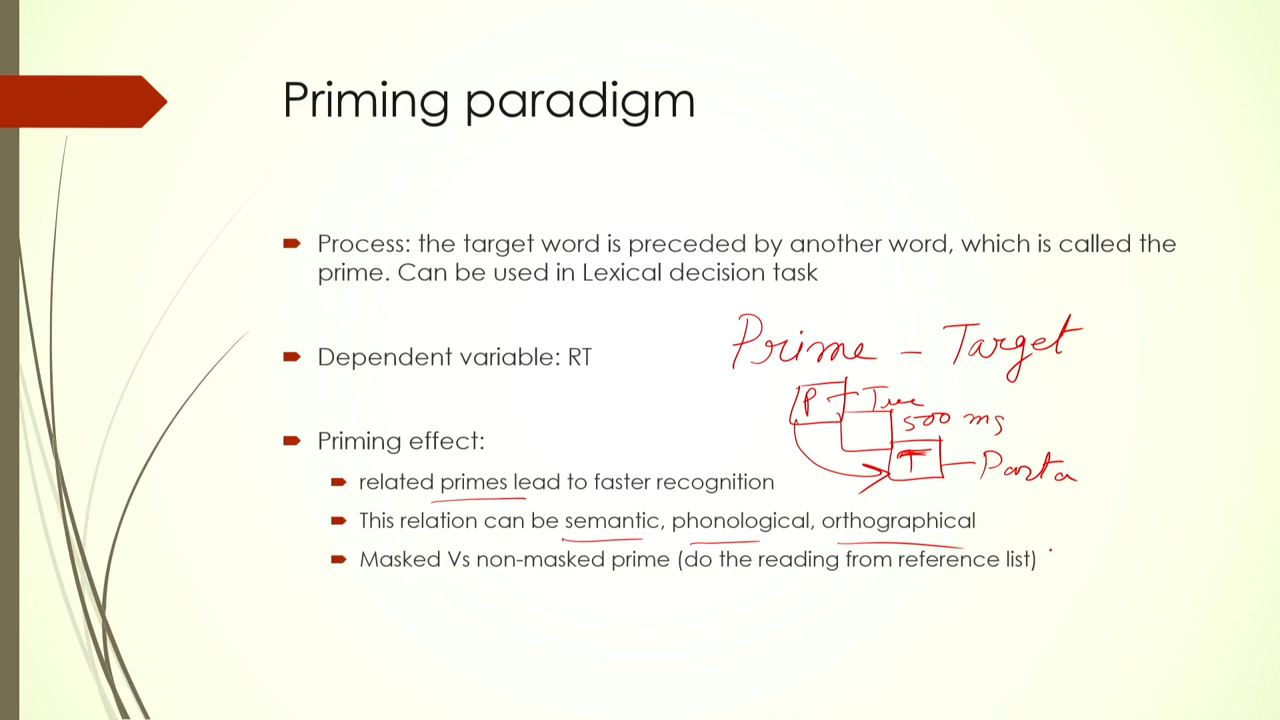 Priming paradigm
Process: the target word is preceded by another word, which is called the
prime. Can be used in Lexical decision task
Prime - Target
Dependent variable: RT
P Tree
500 ms
Priming effect:
T Pasta
related primes lead to faster recognition
This relation can be semantic, phonological, orthographical
Masked Vs non-masked prime (do the reading from reference list)